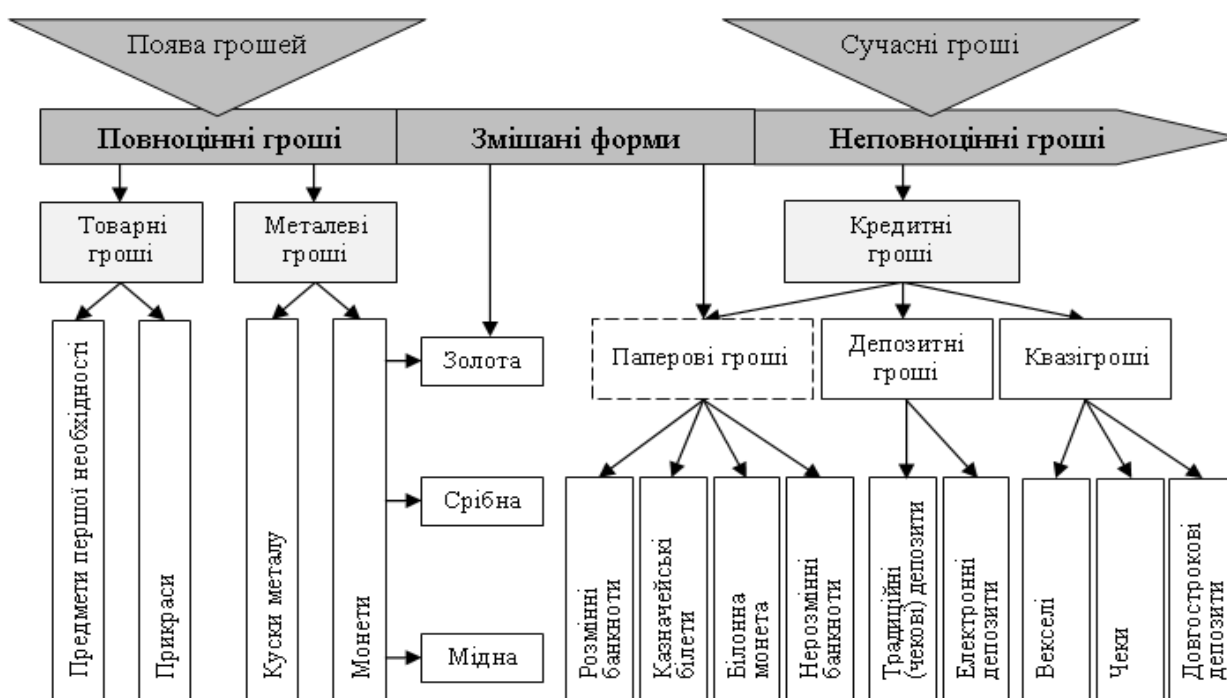 Поява грошей
Сучасні гроші
Повноцінні гроші
Змішані форми
Неповноцінні гроші
Товарні
гроші
Металеві
гроші
Кредитні
гроші
Предмети першої необхідності
Прикраси
Куски металу
Монети
Золота
Срібна
Мідна
Паперові гроші
Депозитні
гроші
Квазігроші
Розмінні
банкноти
Казначейські
білети
Білонна
монета
Нерозмінні
банкноти
Традиційні
(чекові) депозити
Електронні
депозити
Векселі
Чеки
Довгострокові
депозити